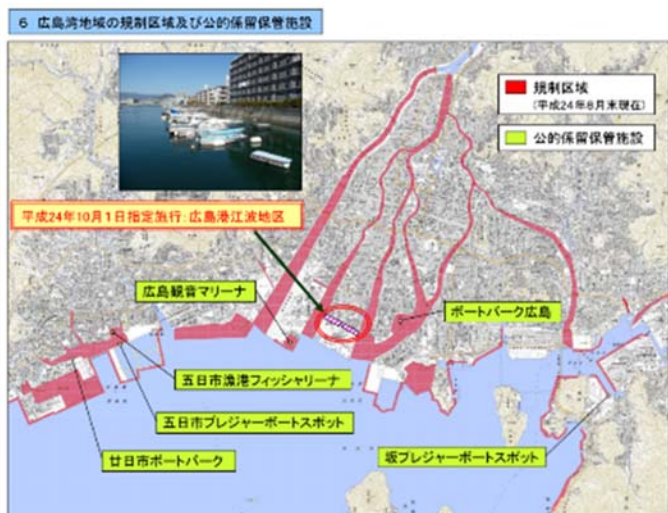 6 広島湾地域の規制区域及び公的係留保管施設
規制区域
(平成24年8月末現在)
公的係留保管施設
平成24年10月1日指定施行:広島港江波地区
広島観音マリーナ
ボートパーク広島
五日市漁港フィッシャリーナ
五日市プレジャーボートスポット
廿日市ボートパーク
坂プレジャーボートスポット